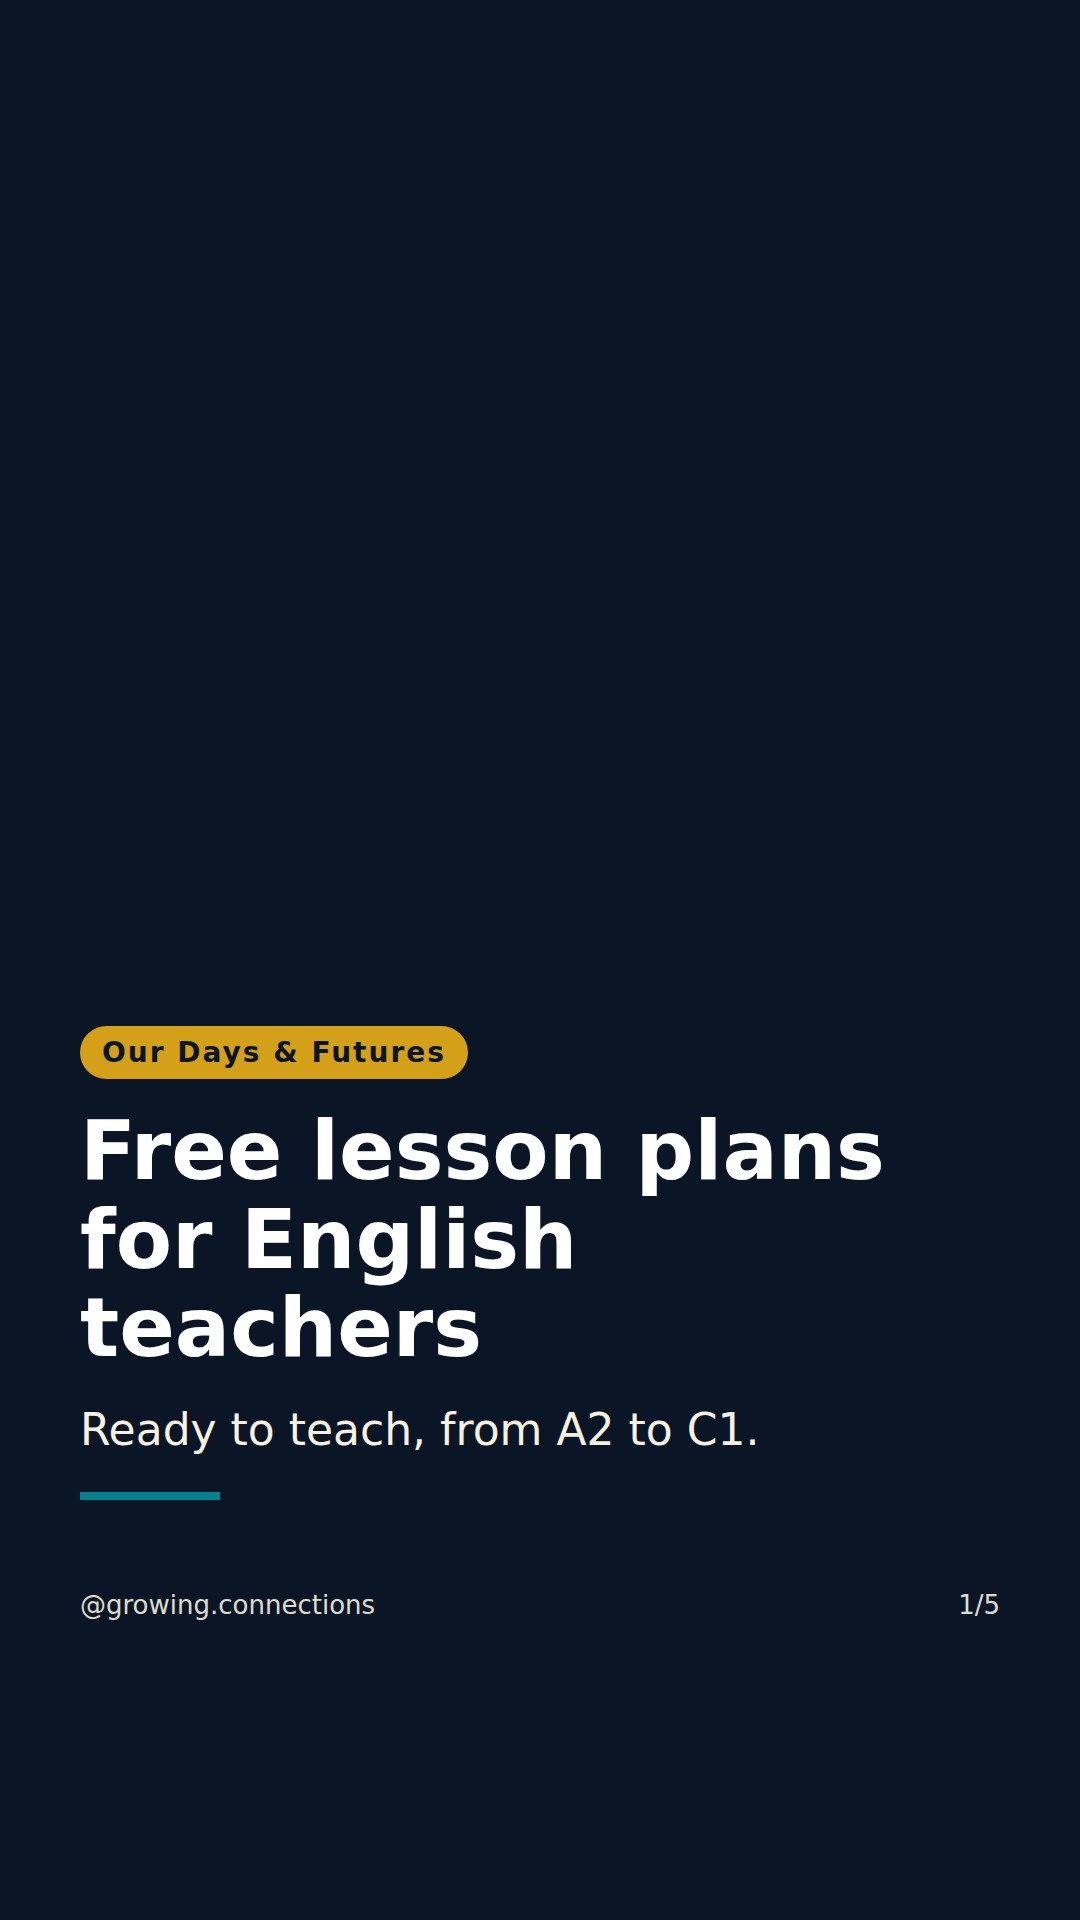 Our Days & Futures
Free lesson plans
for English
teachers
Ready to teach, from A2 to C1.
@growing.connections
1/5